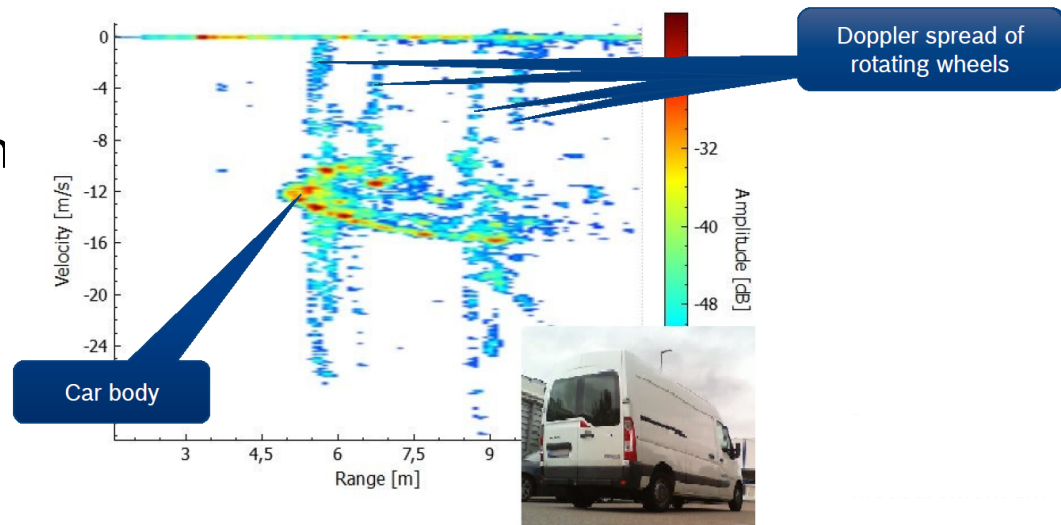 Doppler spread of
rotating wheels
0
-4
-8
-12
-16
-20
-24
Velocity [m/s]
3
4,5
6
7,5
9
Range [m]
-32
-40
-48
Amplitude [dB]
Car body